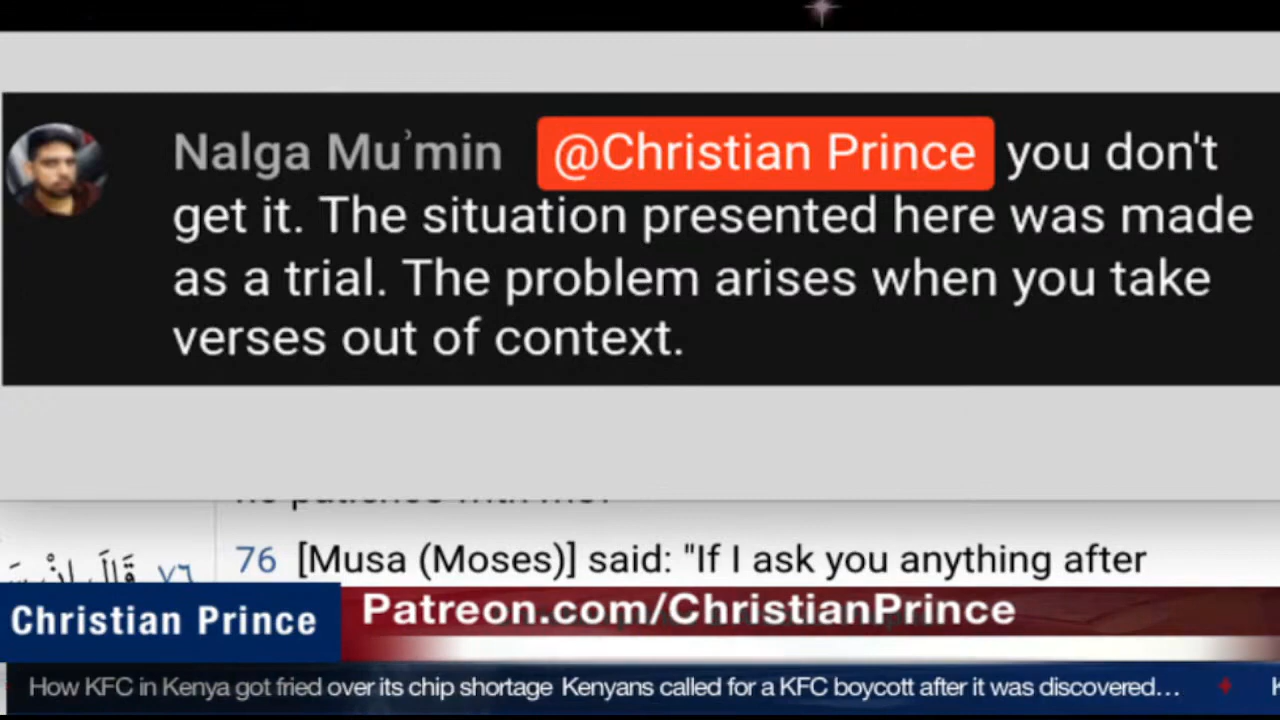 Nalga Muʾmin @Christian Prince you don't
get it. The situation presented here was made
as a trial. The problem arises when you take
verses out of context.
76 [Musa (Moses)] said: "If I ask you anything after
٧٦ قَالَ إِنْ
Christian Prince
Patreon.com/ChristianPrince
How KFC in Kenya got fried over its chip shortage Kenyans called for a KFC boycott after it was discovered…